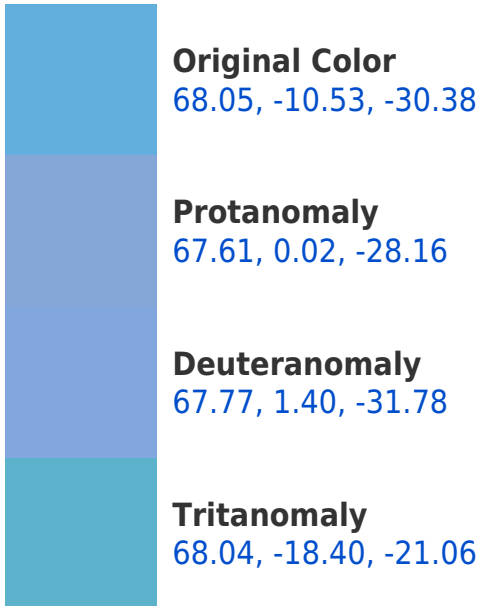 Original Color
68.05, -10.53, -30.38
Protanomaly
67.61, 0.02, -28.16
Deuteranomaly
67.77, 1.40, -31.78
Tritanomaly
68.04, -18.40, -21.06